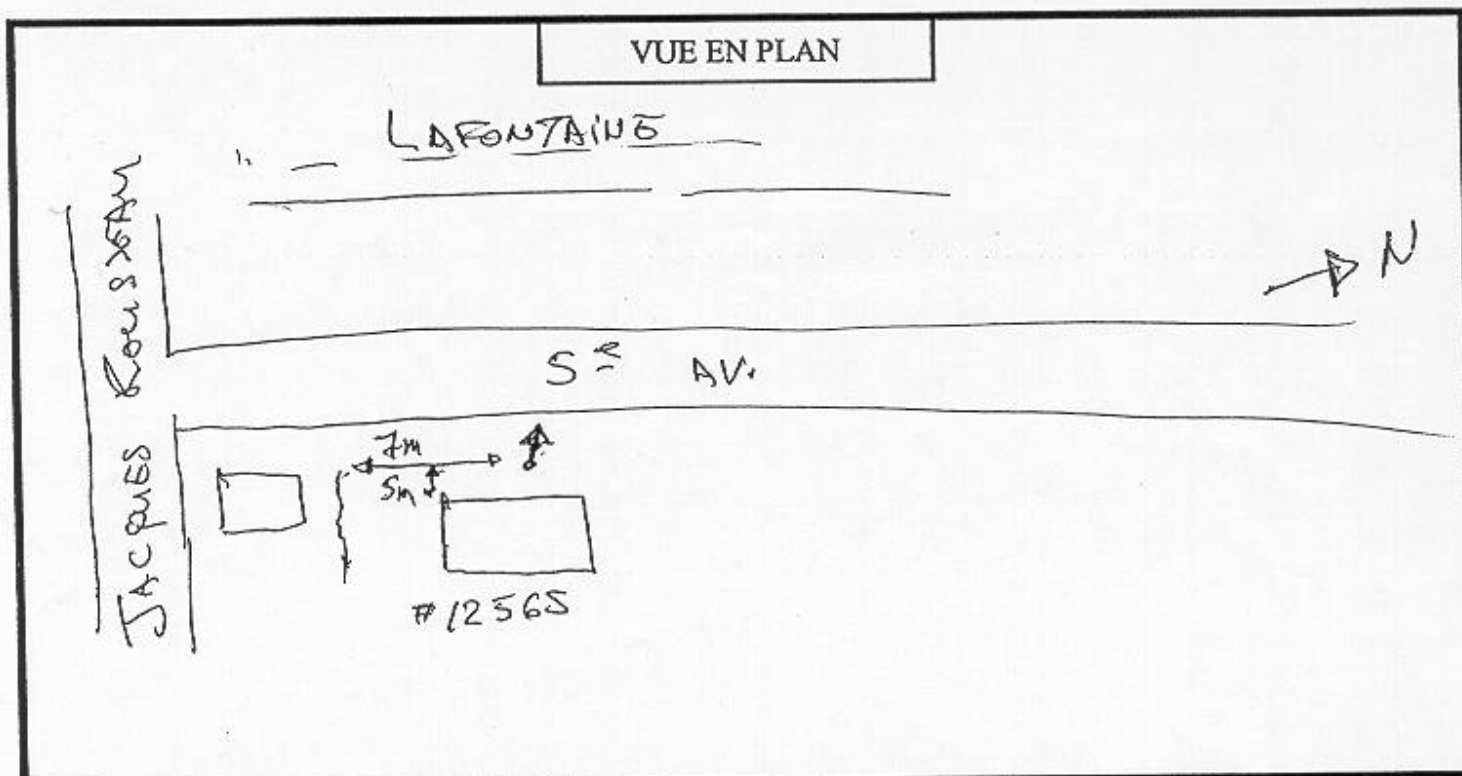 VUE EN PLAN
LAFONTAINE
N
JACQUES ROUSSEAU
5e AV.
7m
5m
#12565